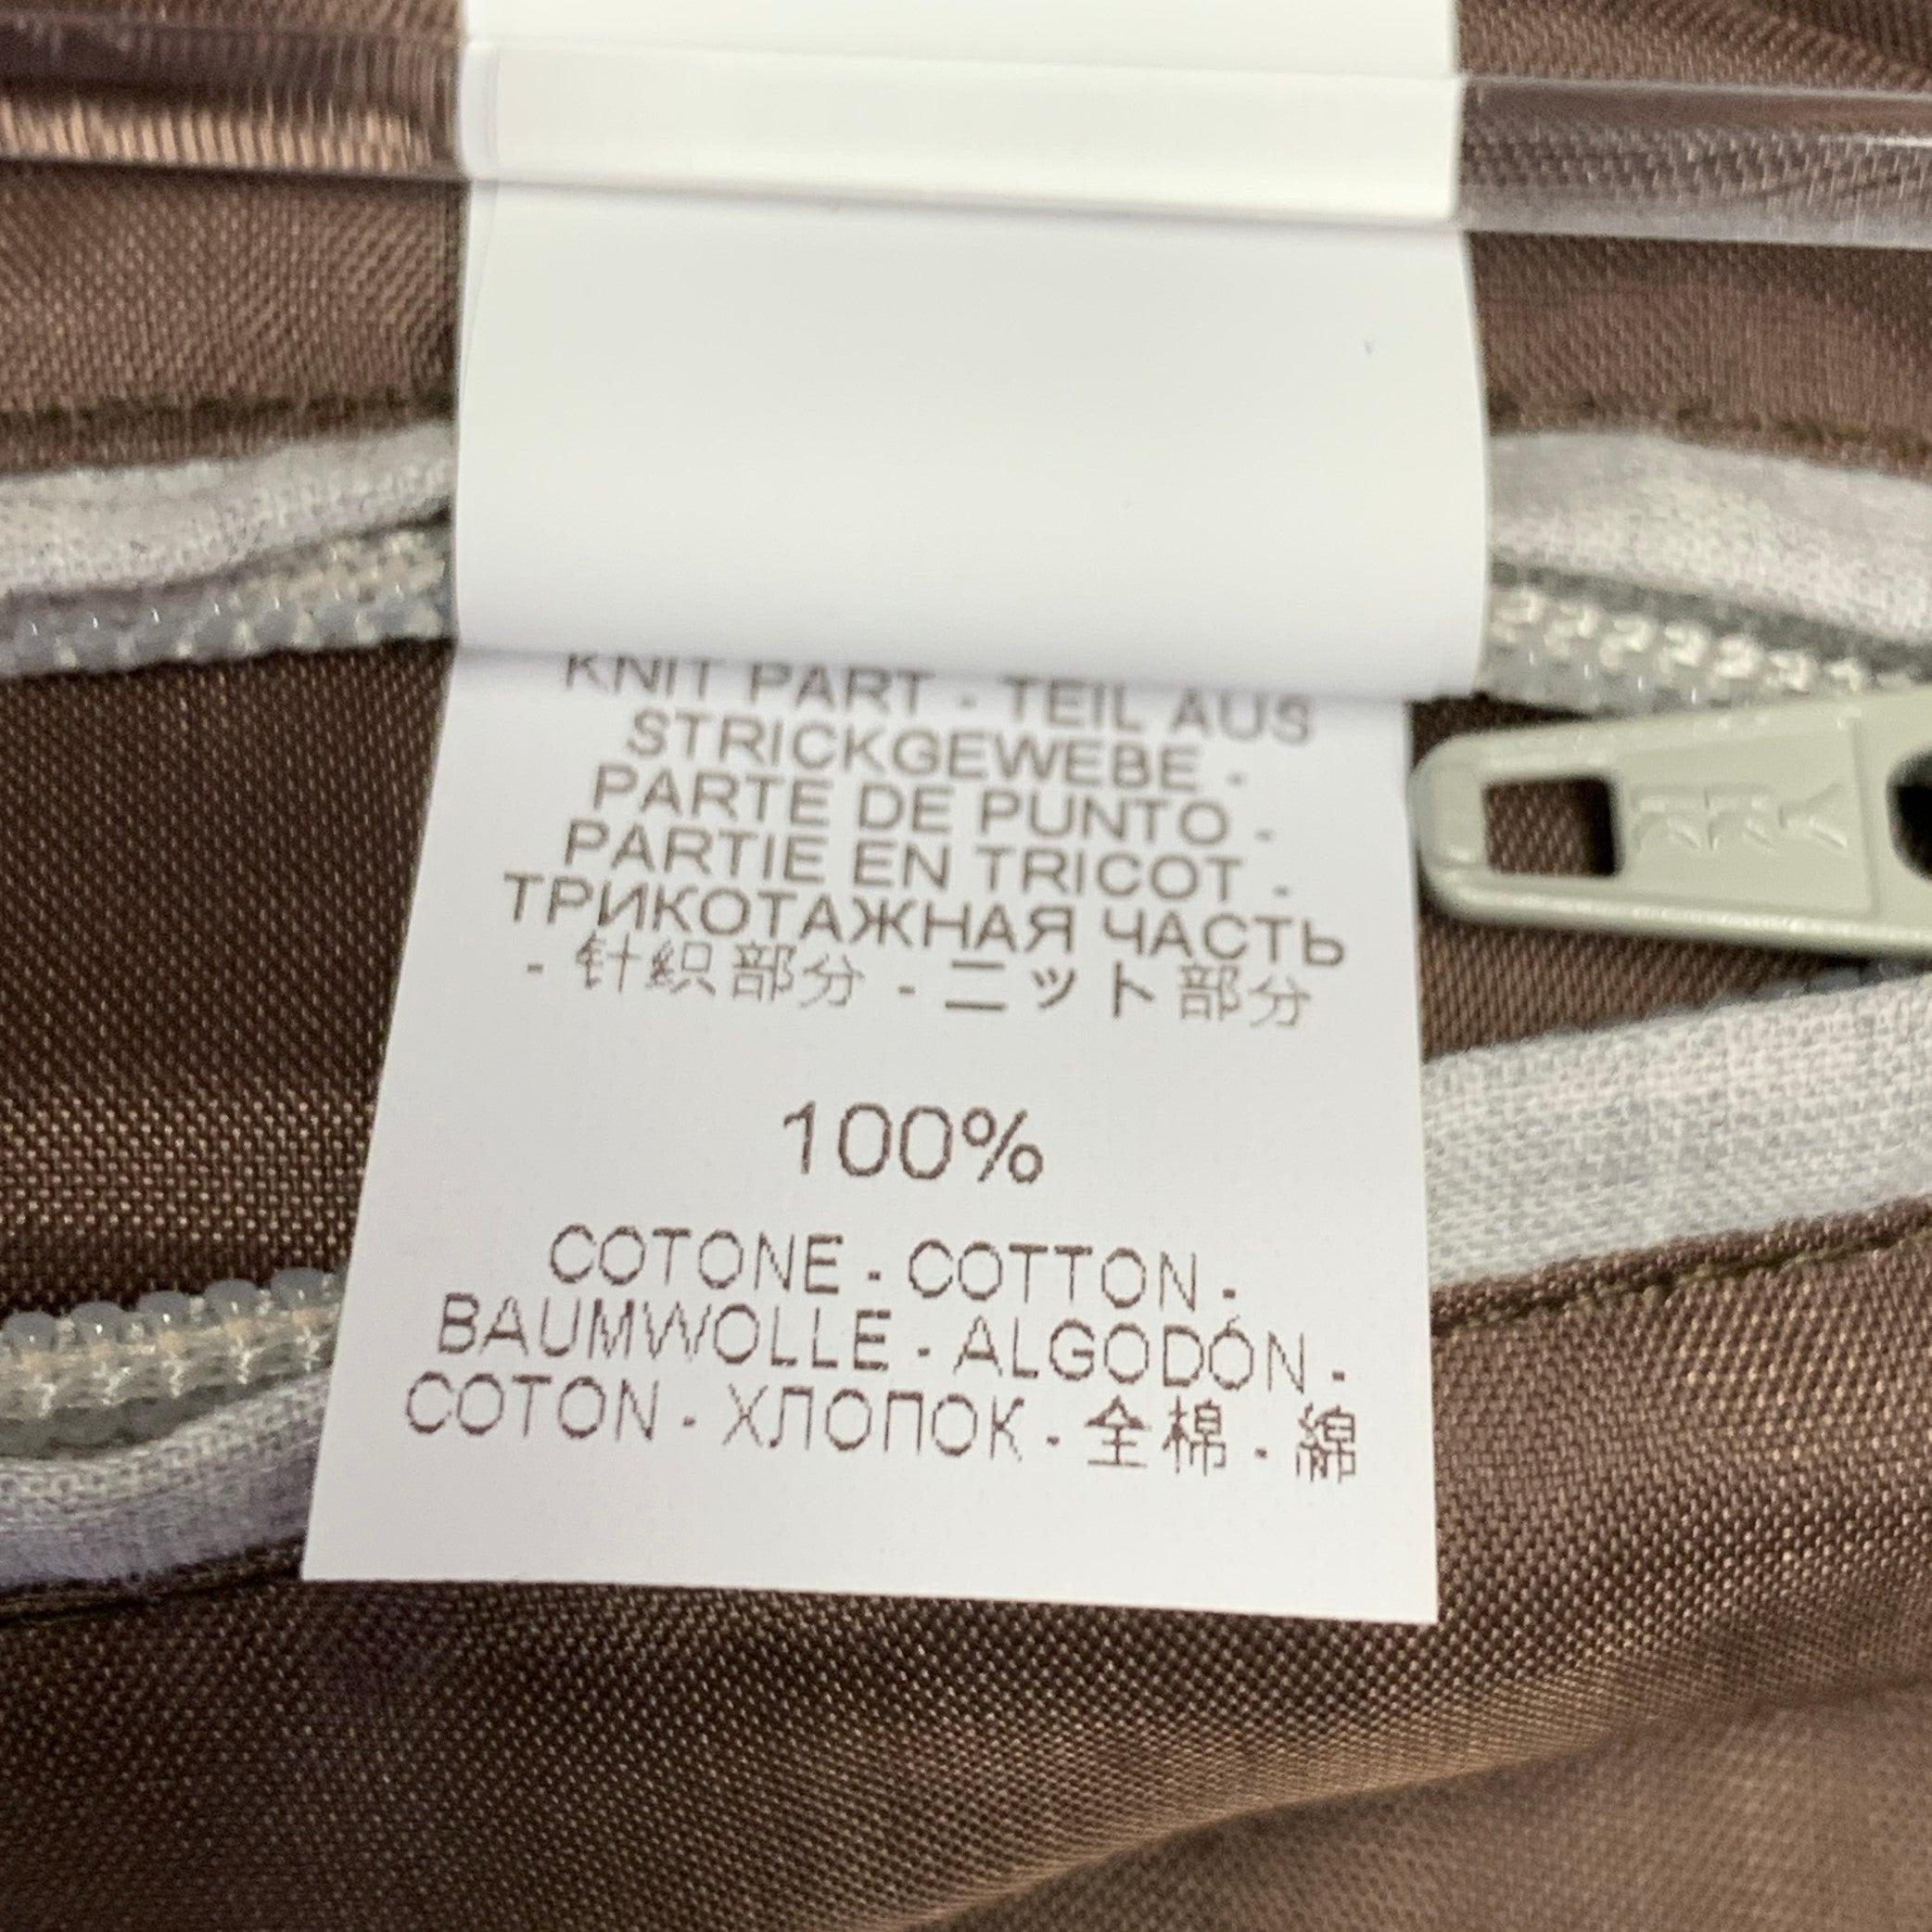 KNIT PART - TEIL AUS
STRICKGEWEBE -
PARTE DE PUNTO -
PARTIE EN TRICOT -
ТРИКОТАЖНАЯ ЧАСТЬ
- 针织部分 - ニット部分
100%
COTONE - COTTON -
BAUMWOLLE - ALGODÓN -
COTON - ХЛОПОК - 全棉 - 綿
YKK